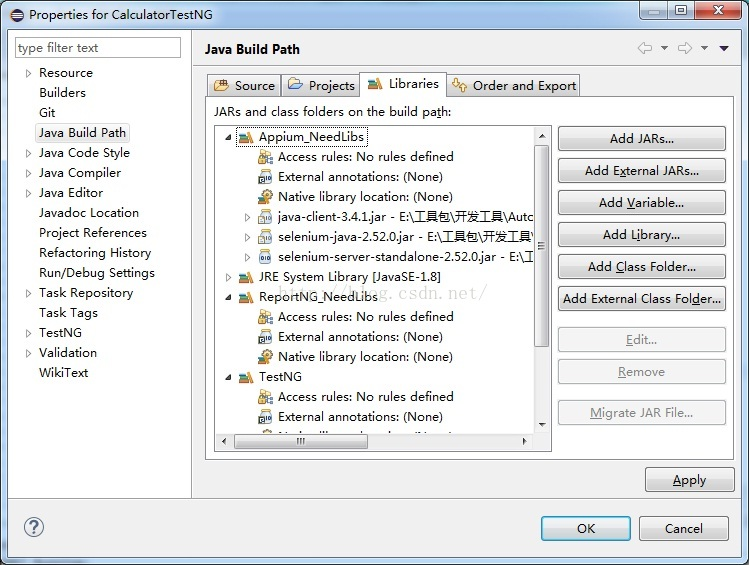 Properties for CalculatorTestNG
type filter text
Resource
Builders
Git
Java Build Path
Java Code Style
Java Compiler
Java Editor
Javadoc Location
Project References
Refactoring History
Run/Debug Settings
Task Repository
Task Tags
TestNG
Validation
WikiText
Java Build Path
Source
Projects
Libraries
Order and Export
JARs and class folders on the build path:
Appium_NeedLibs
Access rules: No rules defined
External annotations: (None)
Native library location: (None)
java-client-3.4.1.jar - E:\工具包\开发工具\Auto
selenium-java-2.52.0.jar - E:\工具包\开发工具\
selenium-server-standalone-2.52.0.jar - E:\工
JRE System Library [JavaSE-1.8]
http://blog.csdn.net/
ReportNG_NeedLibs
Access rules: No rules defined
External annotations: (None)
Native library location: (None)
TestNG
Access rules: No rules defined
External annotations: (None)
Add JARs...
Add External JARs...
Add Variable...
Add Library...
Add Class Folder...
Add External Class Folder...
Edit...
Remove
Migrate JAR File...
Apply
OK
Cancel